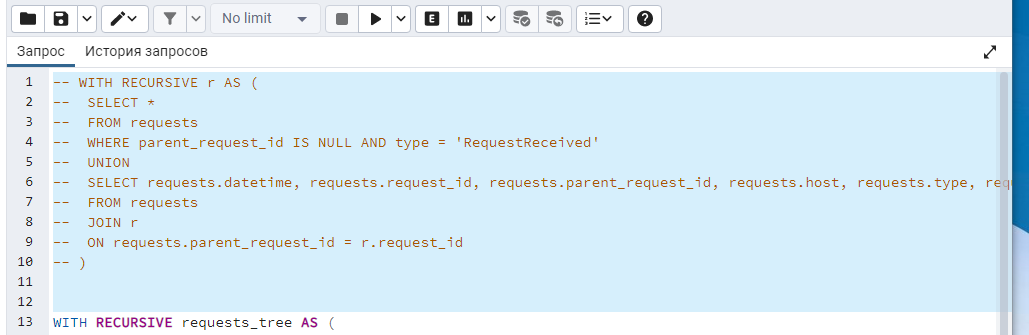 No limit
E
Запрос История запросов
1 -- WITH RECURSIVE r AS (
2 -- SELECT *
3 -- FROM requests
4 -- WHERE parent_request_id IS NULL AND type = 'RequestReceived'
5 -- UNION
6 -- SELECT requests.datetime, requests.request_id, requests.parent_request_id, requests.host, requests.type, req
7 -- FROM requests
8 -- JOIN r
9 -- ON requests.parent_request_id = r.request_id
10 -- )
11
12
13 WITH RECURSIVE requests_tree AS (